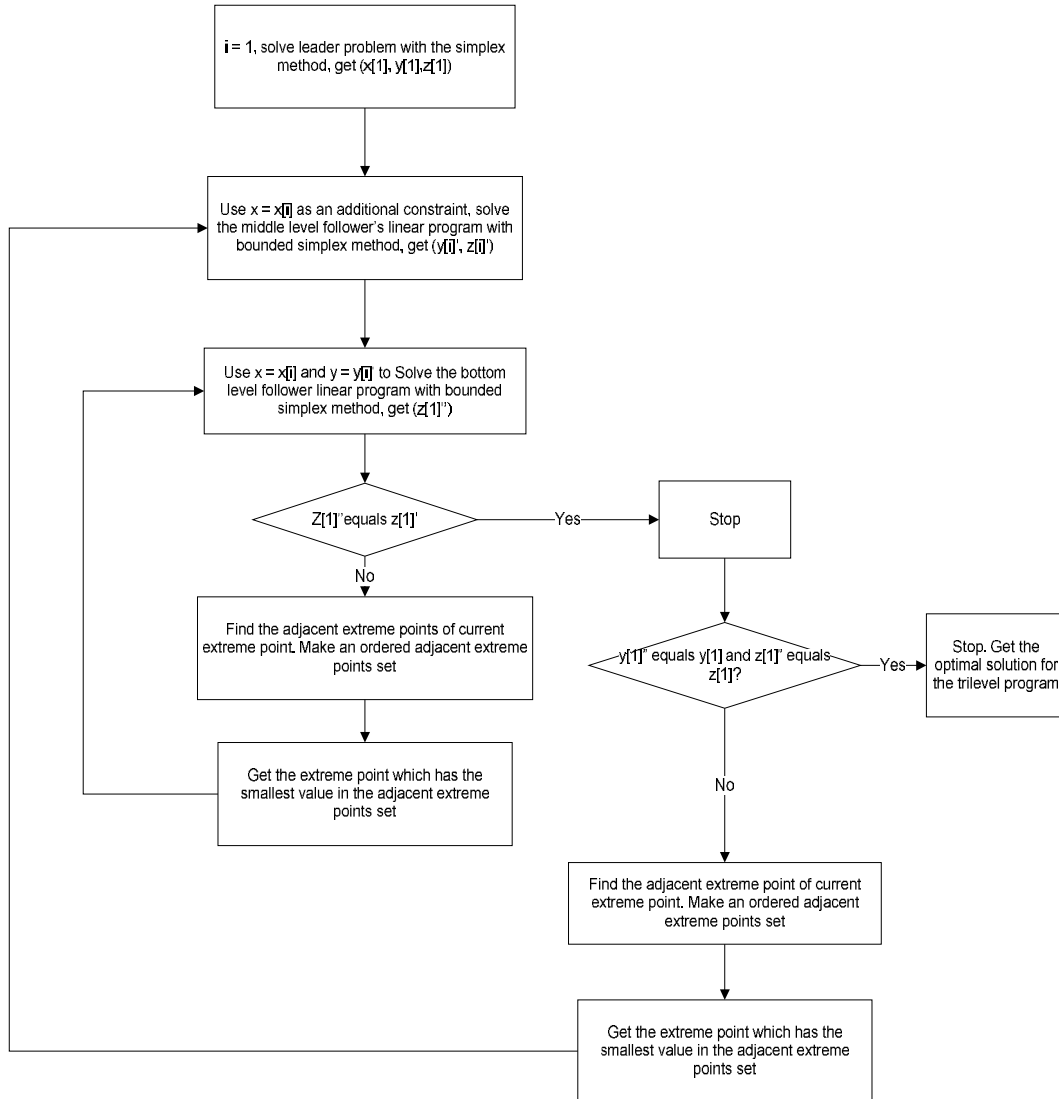 i = 1, solve leader problem with the simplex
method, get (x[1], y[1],z[1])
Use x = x[i] as an additional constraint, solve
the middle level follower's linear program with
bounded simplex method, get (y[i]', z[i]')
Use x = x[i] and y = y[i]' to Solve the bottom
level follower linear program with bounded
simplex method, get (z[1]'')
Z[1]'' equals z[1]'
Yes
Stop
No
Find the adjacent extreme points of current
extreme point. Make an ordered adjacent extreme
points set
y[1]'' equals y[1] and z[1]'' equals
z[1]?
Yes
Stop. Get the
optimal solution for
the trilevel program
Get the extreme point which has the
smallest value in the adjacent extreme
points set
No
Find the adjacent extreme point of current
extreme point. Make an ordered adjacent
extreme points set
Get the extreme point which has the
smallest value in the adjacent extreme
points set